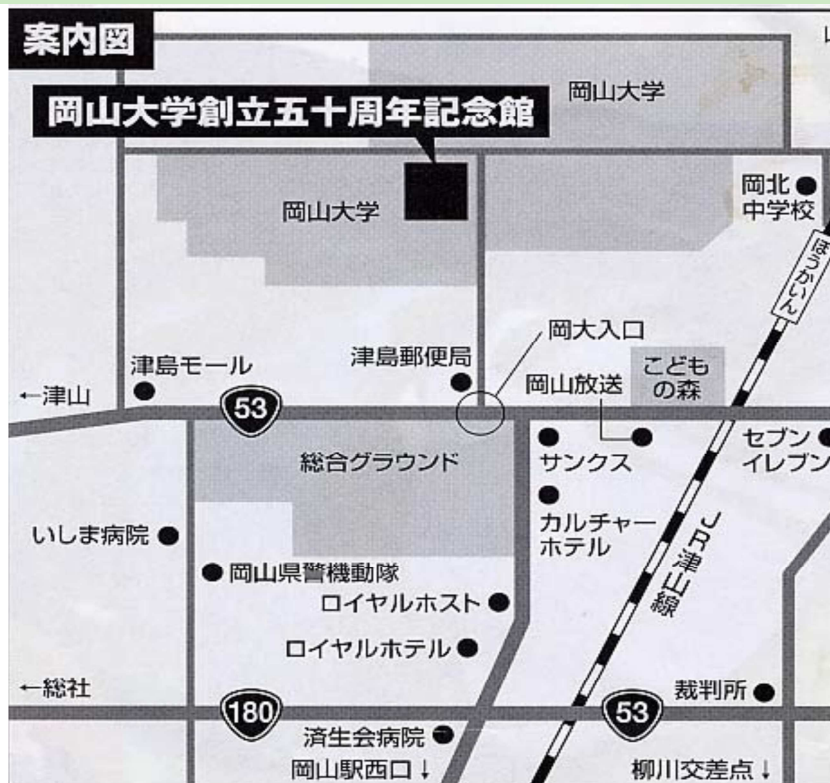 案内図
岡山大学
岡山大学創立五十周年記念館
岡山大学
岡北
中学校
ほうかいん
岡大入口
津島モール
津島郵便局
岡山放送
こども
の森
←津山
53
総合グラウンド
サンクス
セブン
イレブン
カルチャー
ホテル
いしま病院
岡山県警機動隊
JR津山線
ロイヤルホスト
ロイヤルホテル
←総社
裁判所
180
53
済生会病院
岡山駅西口↓
柳川交差点↓